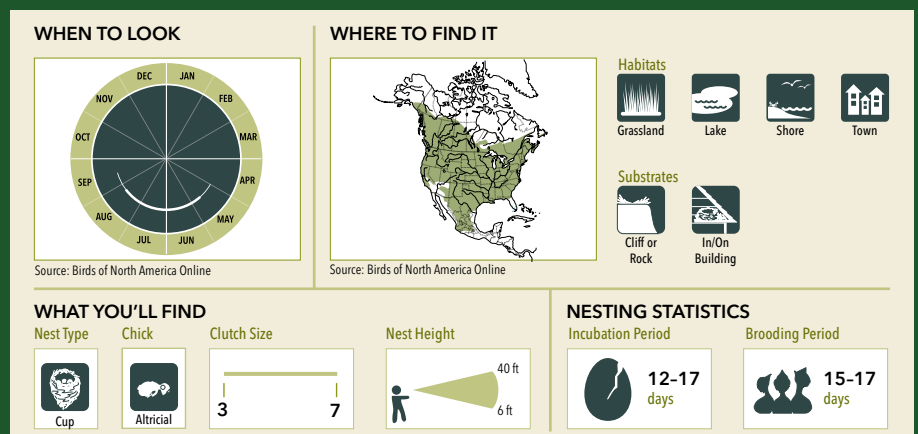 WHEN TO LOOK
DEC
JAN
NOV
FEB
OCT
MAR
SEP
APR
AUG
MAY
JUL
JUN
Source: Birds of North America Online
WHERE TO FIND IT
Source: Birds of North America Online
Habitats
Grassland
Lake
Shore
Town
Substrates
Cliff or
Rock
In/On
Building
WHAT YOU'LL FIND
Nest Type
Cup
Chick
Altricial
Clutch Size
3
7
Nest Height
40 ft
6 ft
NESTING STATISTICS
Incubation Period
12–17
days
Brooding Period
15–17
days